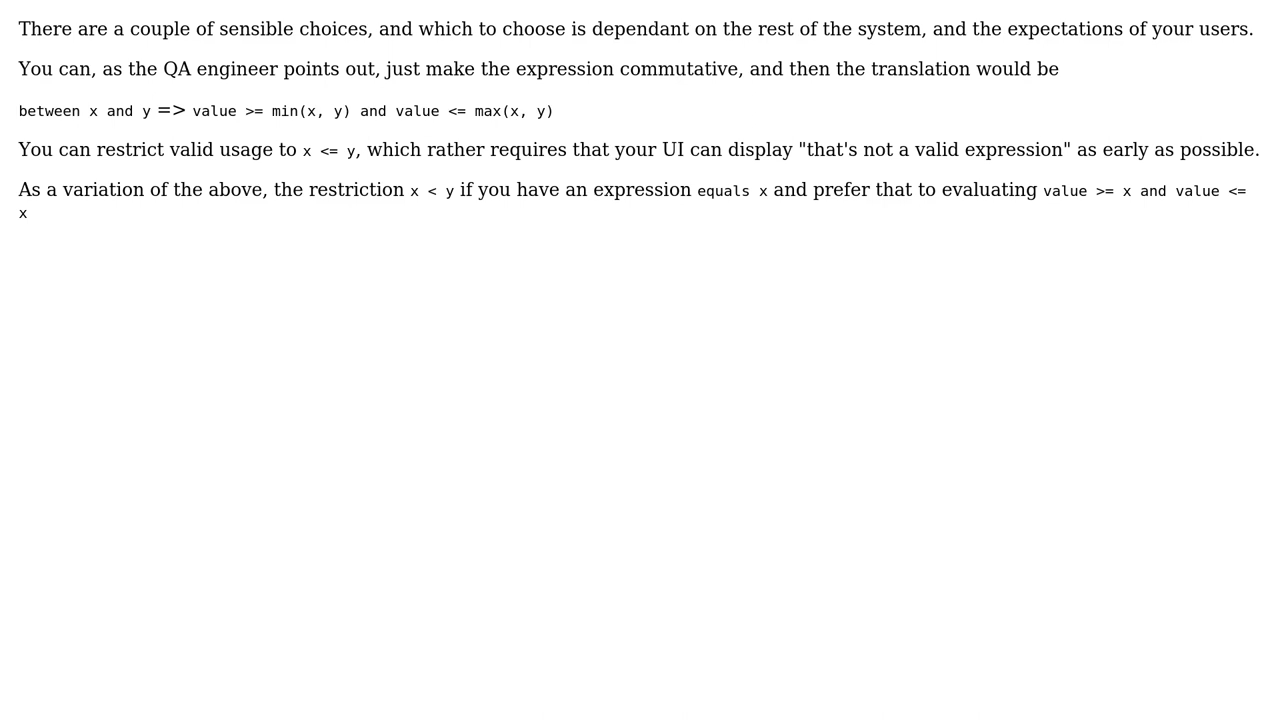 There are a couple of sensible choices, and which to choose is dependant on the rest of the system, and the expectations of your users.
You can, as the QA engineer points out, just make the expression commutative, and then the translation would be
between x and y => value >= min(x, y) and value <= max(x, y)
You can restrict valid usage to x <= y, which rather requires that your UI can display "that's not a valid expression" as early as possible.
As a variation of the above, the restriction x < y if you have an expression equals x and prefer that to evaluating value >= x and value <=
x